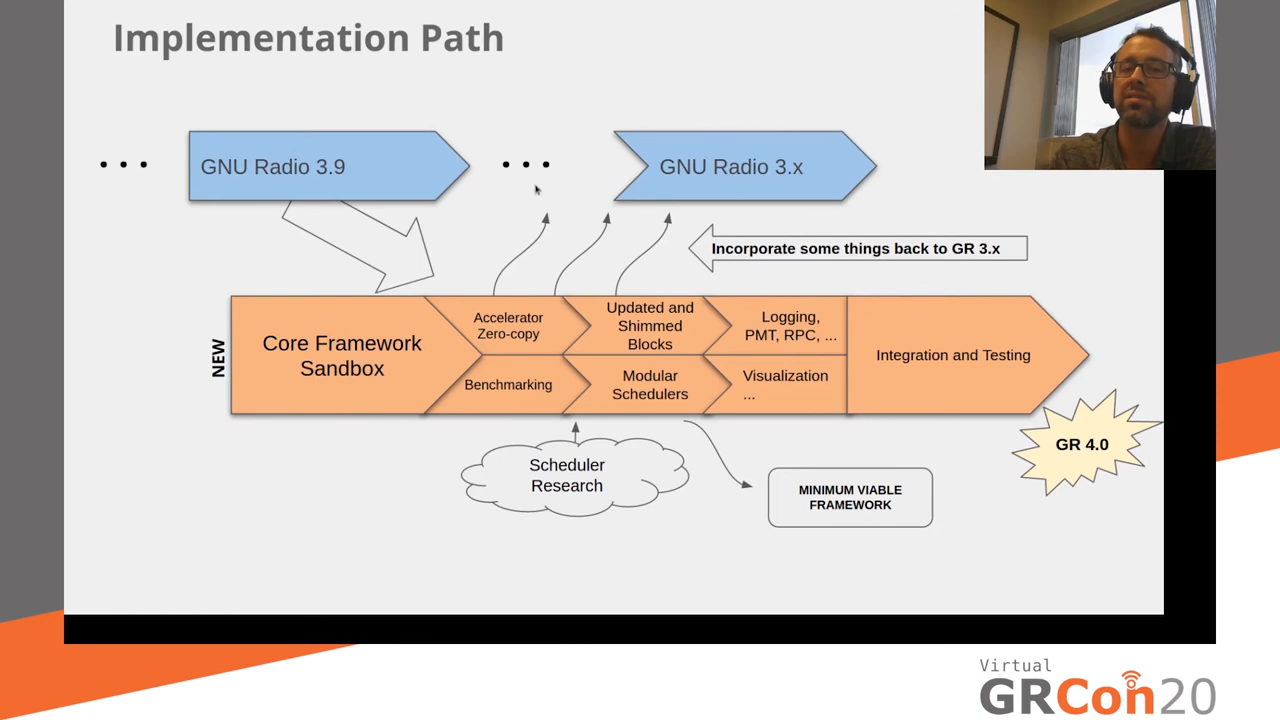 Implementation Path
• • •
GNU Radio 3.9
• • •
GNU Radio 3.x
Incorporate some things back to GR 3.x
NEW
Core Framework
Sandbox
Accelerator
Zero-copy
Updated and
Shimmed
Blocks
Logging,
PMT, RPC, ...
Benchmarking
Modular
Schedulers
Visualization
...
Integration and Testing
GR 4.0
Scheduler
Research
MINIMUM VIABLE
FRAMEWORK
Virtual
GRCon20